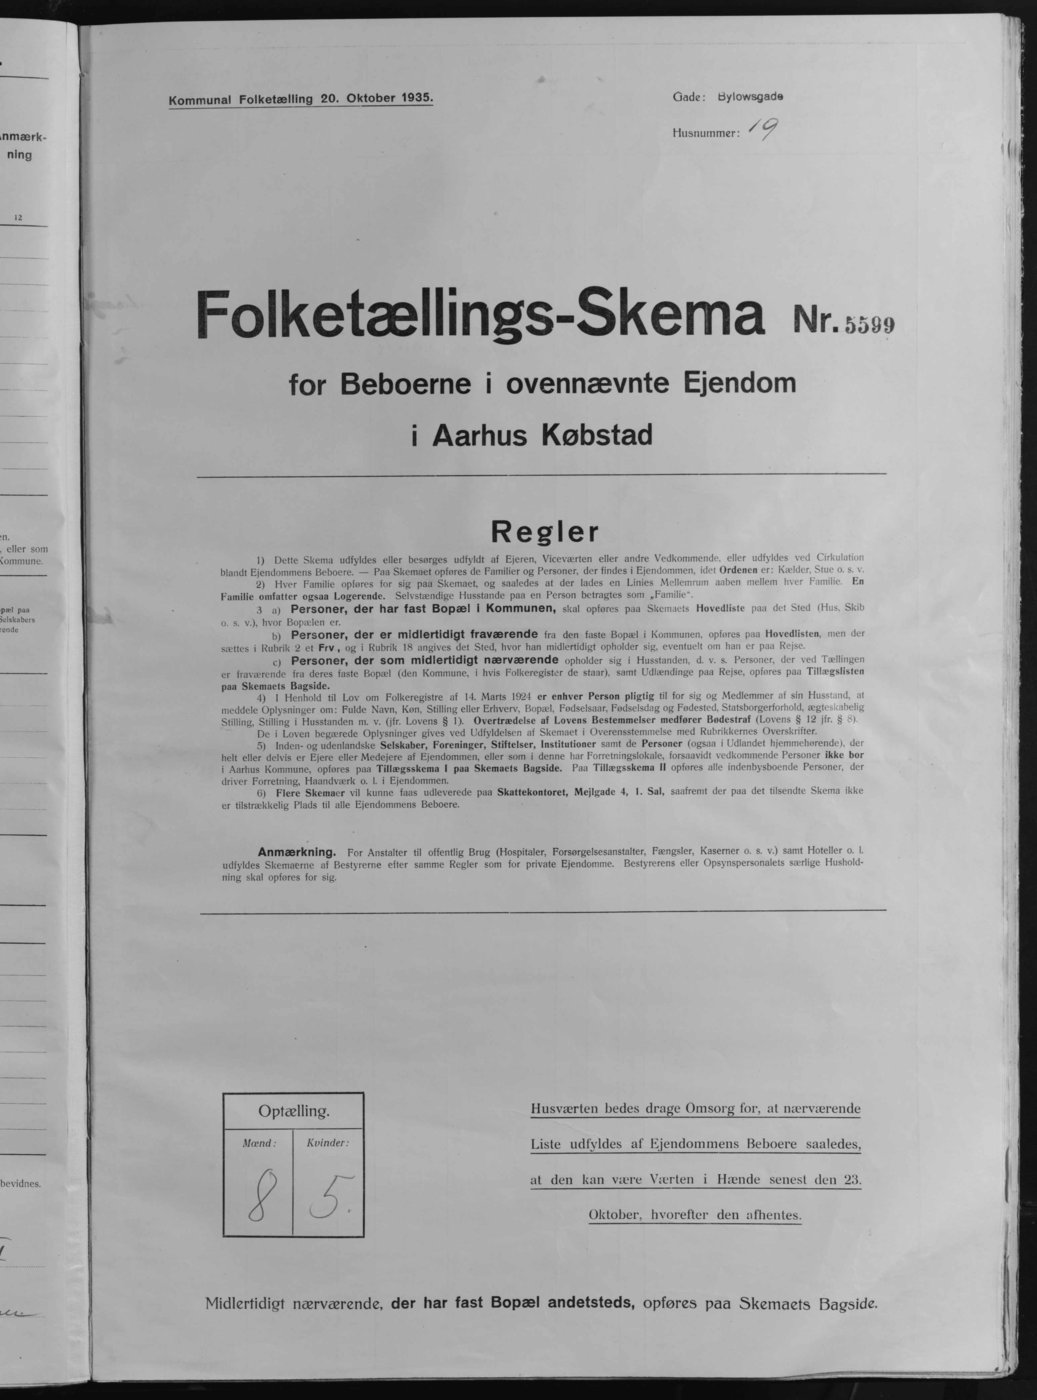 Kommunal Folketælling 20. Oktober 1935.
Gade: Bylowsgade
Husnummer: 19
Anmærk-
ning
12
Folketællings-Skema Nr. 5599
for Beboerne i ovennævnte Ejendom
i Aarhus Købstad
Regler
1) Dette Skema udfyldes eller besørges udfyldt af Ejeren, Viceværten eller andre Vedkommende, eller udfyldes ved Cirkulation
blandt Ejendommens Beboere. — Paa Skemaet opføres de Familier og Personer, der findes i Ejendommen, idet Ordenen er: Kælder, Stue o. s. v.
2) Hver Familie opføres for sig paa Skemaet, og saaledes at der lades en Linies Mellemrum aaben mellem hver Familie. En
Familie omfatter ogsaa Logerende. Selvstændige Husstande paa en Person betragtes som „Familie".
3 a) Personer, der har fast Bopæl i Kommunen, skal opføres paa Skemaets Hovedliste paa det Sted (Hus, Skib
o. s. v.), hvor Bopælen er.
b) Personer, der er midlertidigt fraværende fra den faste Bopæl i Kommunen, opføres paa Hovedlisten, men der
sættes i Rubrik 2 et Frv., og i Rubrik 18 angives det Sted, hvor han midlertidigt opholder sig, eventuelt om han er paa Rejse.
c) Personer, der som midlertidigt nærværende opholder sig i Husstanden, d. v. s. Personer, der ved Tællingen
er fraværende fra deres faste Bopæl (den Kommune, i hvis Folkeregister de staar), samt Udlændinge paa Rejse, opføres paa Tillægslisten
paa Skemaets Bagside.
4) I Henhold til Lov om Folkeregistre af 14. Marts 1924 er enhver Person pligtig til for sig og Medlemmer af sin Husstand, at
meddele Oplysninger om: Fulde Navn, Køn, Stilling eller Erhverv, Bopæl, Fødselsaar, Fødselsdag og Fødested, Statsborgerforhold, ægteskabelig
Stilling, Stilling i Husstanden m. v. (jfr. Lovens § 1). Overtrædelse af Lovens Bestemmelser medfører Bødestraf (Lovens § 12 jfr. § 8).
De i Loven begærede Oplysninger gives ved Udfyldelsen af Skemaet i Overensstemmelse med Rubrikkernes Overskrifter.
5) Inden- og udenlandske Selskaber, Foreninger, Stiftelser, Institutioner samt de Personer (ogsaa i Udlandet hjemmehørende), der
helt eller delvis er Ejere eller Medejere af Ejendommen, eller som i denne har Forretningslokale, forsaavidt vedkommende Personer ikke bor
i Aarhus Kommune, opføres paa Tillægsskema I paa Skemaets Bagside. Paa Tillægsskema II opføres alle indenbysboende Personer, der
driver Forretning, Haandværk o. l. i Ejendommen.
6) Flere Skemaer vil kunne faas udleverede paa Skattekontoret, Mejlgade 4, 1. Sal, saafremt der paa det tilsendte Skema ikke
er tilstrækkelig Plads til alle Ejendommens Beboere.
Anmærkning. For Anstalter til offentlig Brug (Hospitaler, Forsørgelsesanstalter, Fængsler, Kaserner o. s. v.) samt Hoteller o. l.
udfyldes Skemaerne af Bestyrerne efter samme Regler som for private Ejendomme. Bestyrerens eller Opsynspersonalets særlige Hushold-
ning skal opføres for sig.
en.
, eller som
Kommune.
pæl paa
Selskabers
bevidnes.
Optælling.
Mænd: Kvinder:
8 5.
Husværten bedes drage Omsorg for, at nærværende
Liste udfyldes af Ejendommens Beboere saaledes,
at den kan være Værten i Hænde senest den 23.
Oktober, hvorefter den afhentes.
Midlertidigt nærværende, der har fast Bopæl andetsteds, opføres paa Skemaets Bagside.